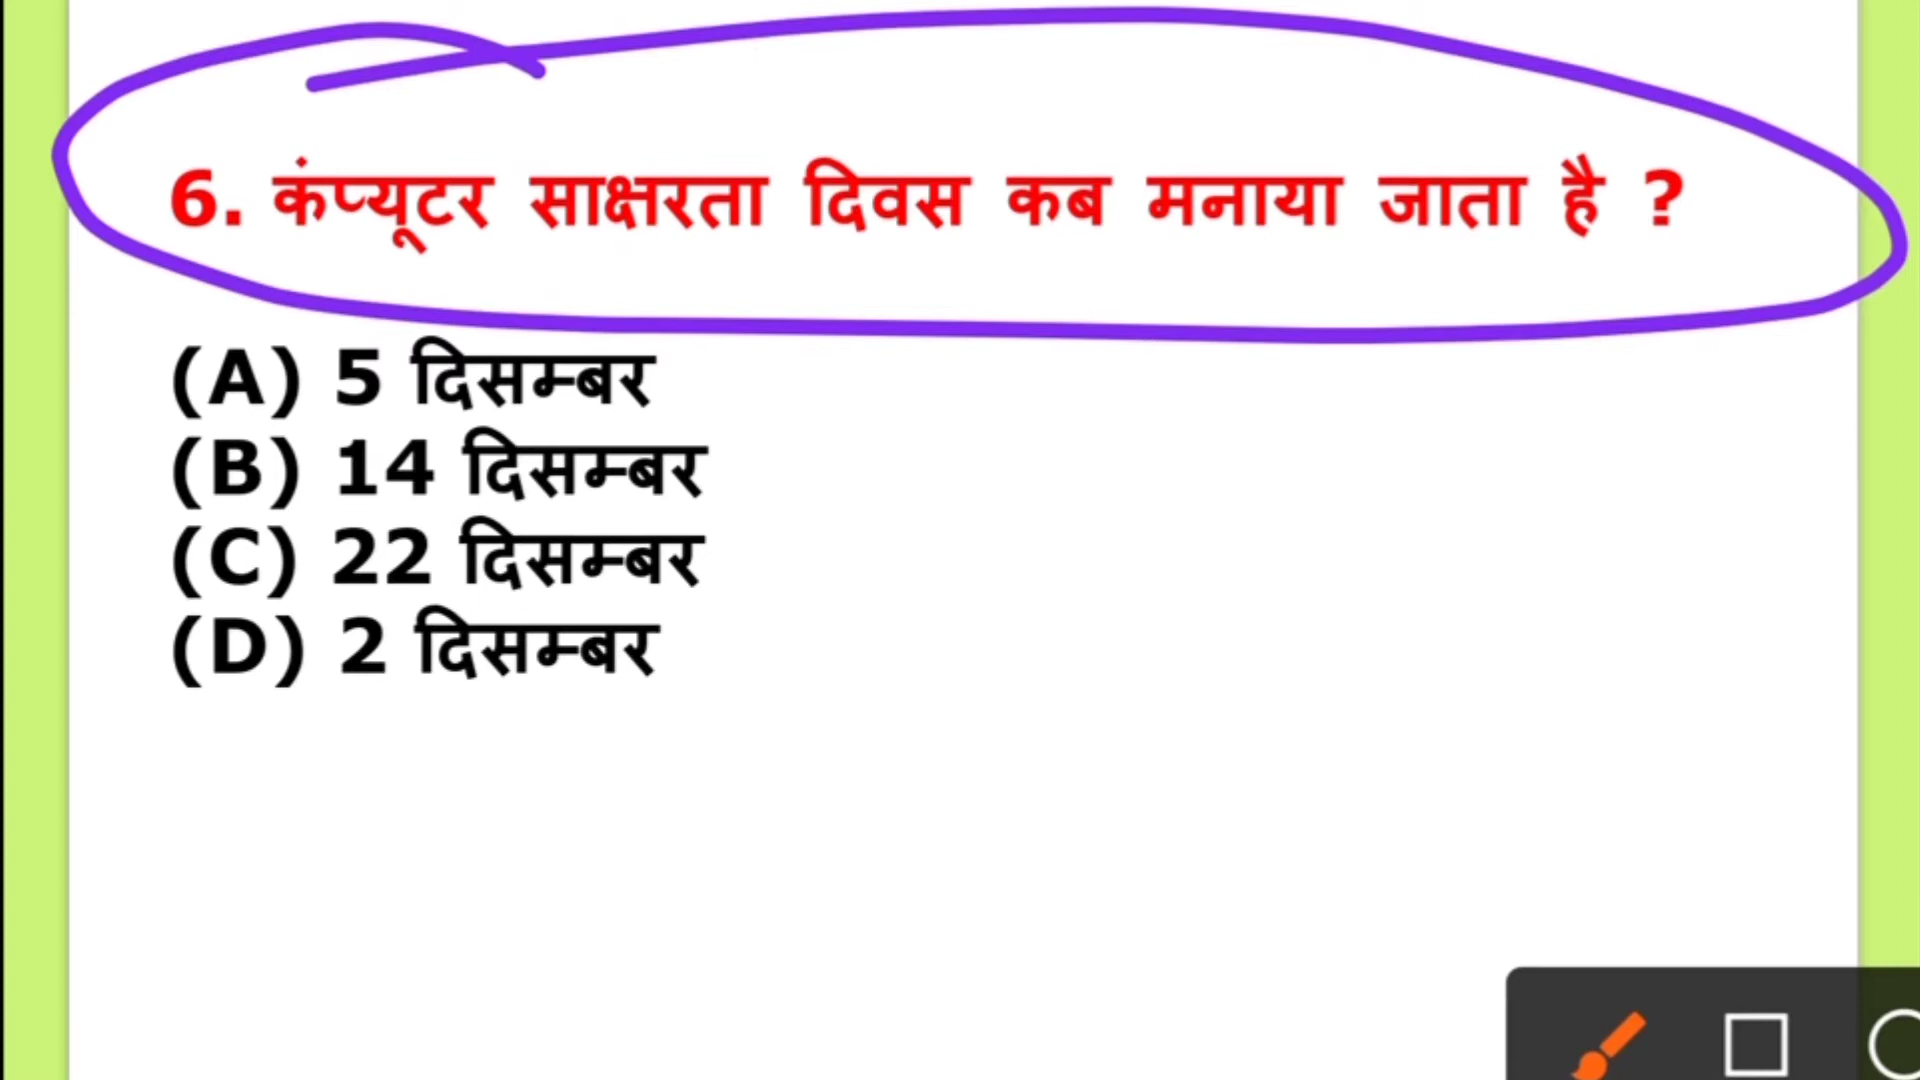 6. कंप्यूटर साक्षरता दिवस कब मनाया जाता है ?
(A) 5 दिसम्बर
(B) 14 दिसम्बर
(C) 22 दिसम्बर
(D) 2 दिसम्बर